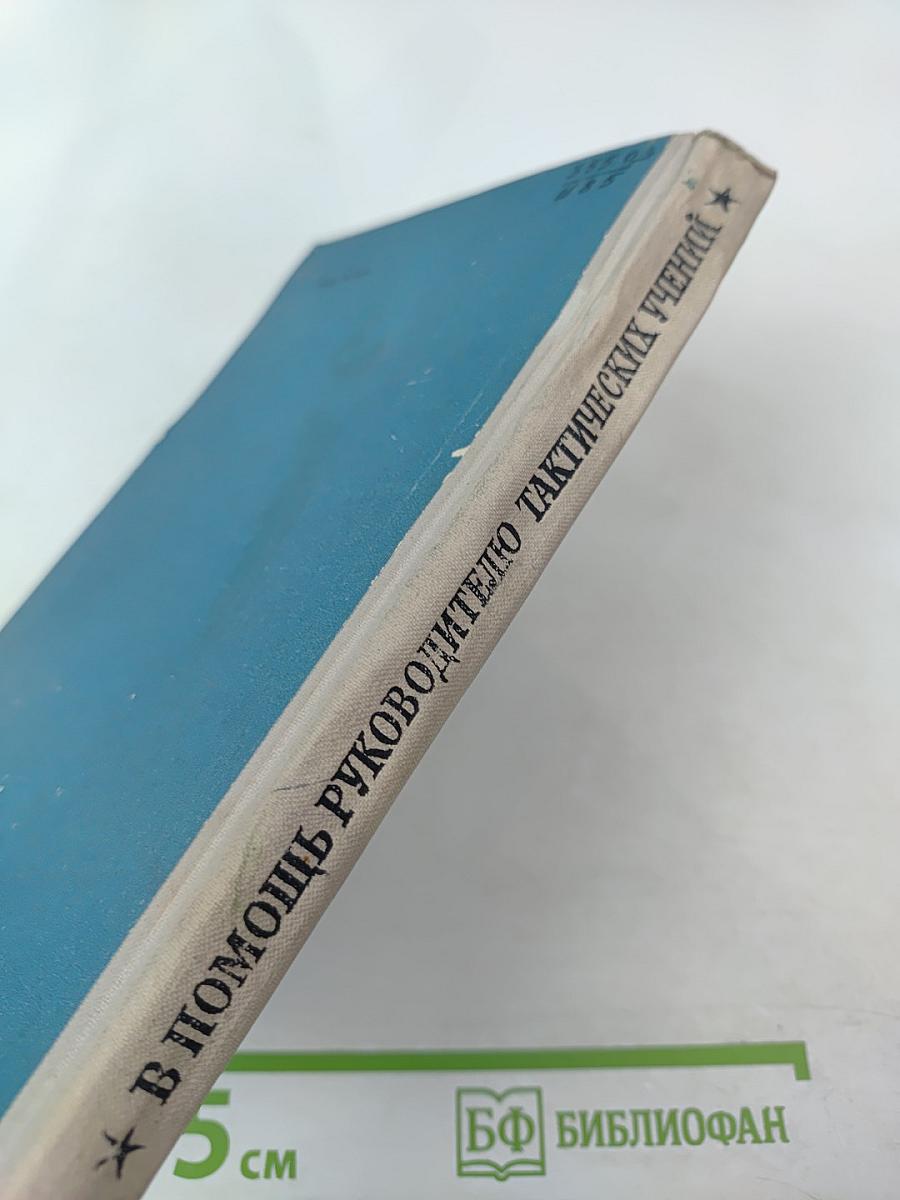 ★ В ПОМОЩЬ РУКОВОДИТЕЛЮ ТАКТИЧЕСКИХ УЧЕНИЙ ★
5 см
БФ БИБЛИОФАН